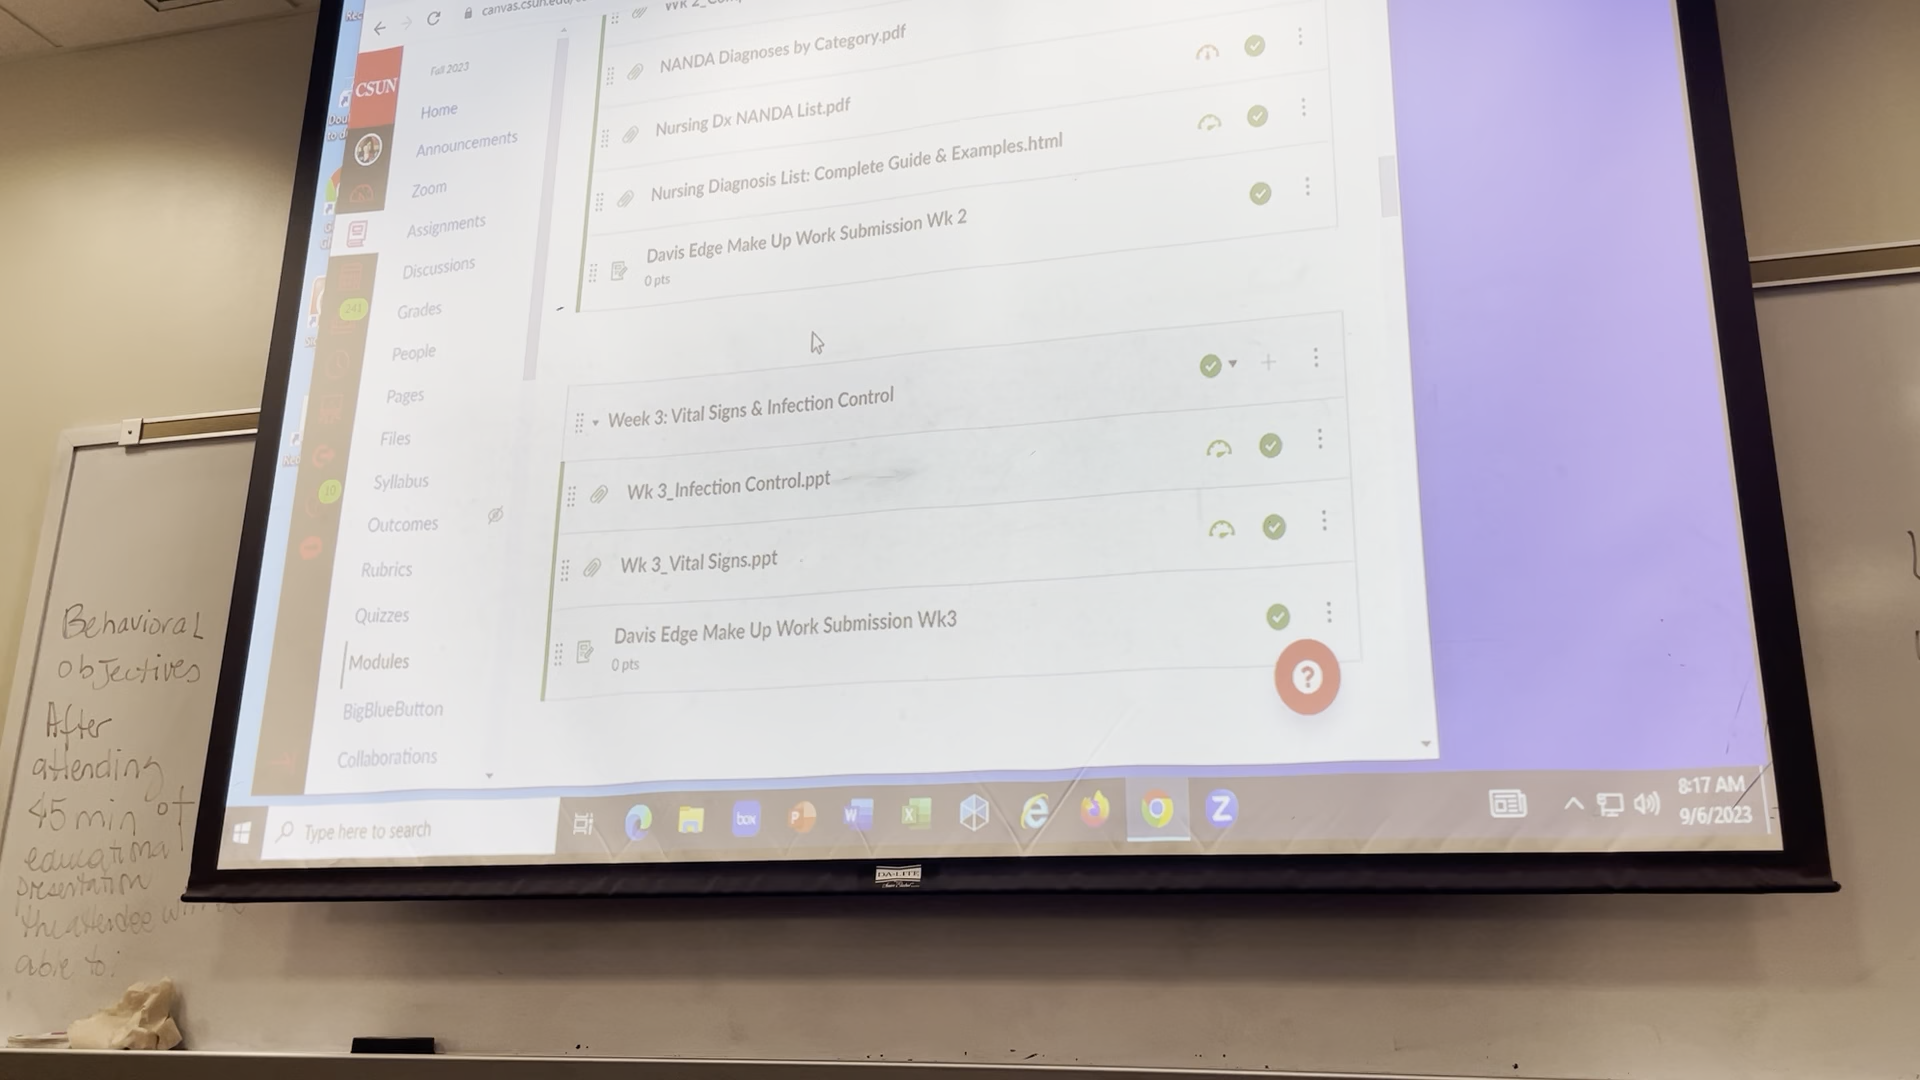 canvas.csun.edu
Fall 2023
CSUN
Home
Announcements
Zoom
Assignments
Discussions
Grades
People
Pages
Files
Syllabus
Outcomes
Rubrics
Quizzes
Modules
BigBlueButton
Collaborations
241
10
NANDA Diagnoses by Category.pdf
Nursing Dx NANDA List.pdf
Nursing Diagnosis List: Complete Guide & Examples.html
Davis Edge Make Up Work Submission Wk 2
0 pts
Week 3: Vital Signs & Infection Control
Wk 3_Infection Control.ppt
Wk 3_Vital Signs.ppt
Davis Edge Make Up Work Submission Wk3
0 pts
?
Type here to search
box
8:17 AM
9/6/2023
DA-LITE
Behavioral
objectives
After
attending
45 min of
educational
presentation
the attendee will be
able to: